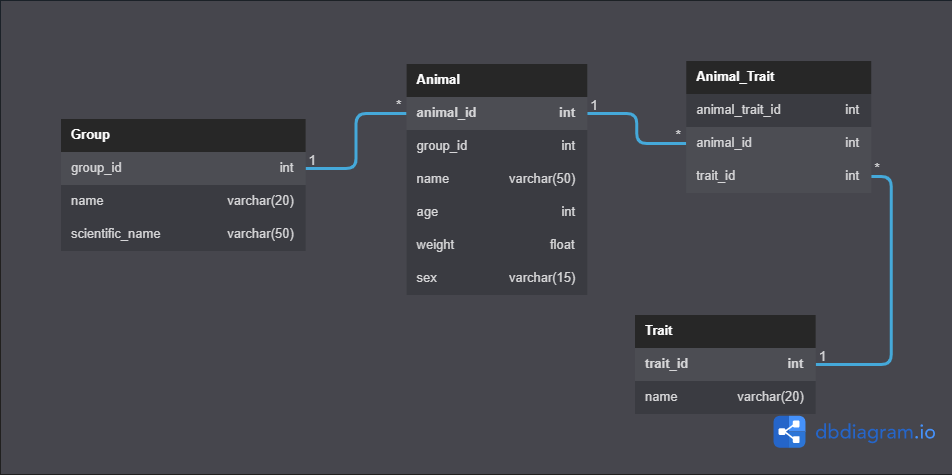 Group
group_id int
name varchar(20)
scientific_name varchar(50)
1
*
Animal
animal_id int
group_id int
name varchar(50)
age int
weight float
sex varchar(15)
1
*
Animal_Trait
animal_trait_id int
animal_id int
trait_id int
*
Trait
trait_id int
name varchar(20)
1
dbdiagram.io